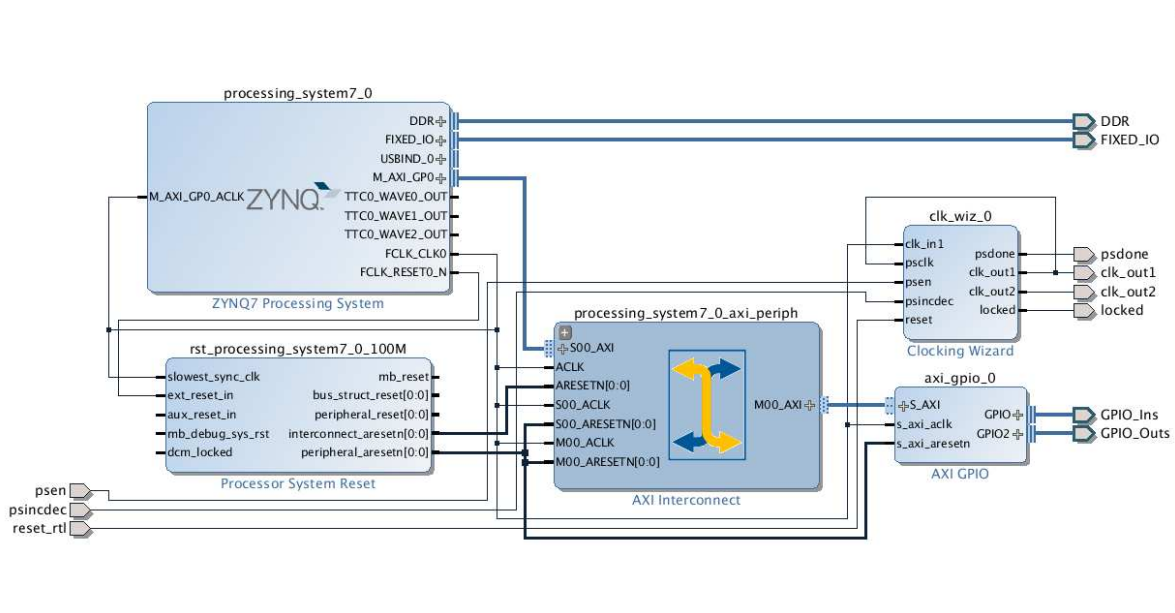 processing_system7_0
DDR
FIXED_IO
USBIND_0
M_AXI_GP0
M_AXI_GP0_ACLK
ZYNQ
TTC0_WAVE0_OUT
TTC0_WAVE1_OUT
TTC0_WAVE2_OUT
FCLK_CLK0
FCLK_RESET0_N
ZYNQ7 Processing System
DDR
FIXED_IO
clk_wiz_0
clk_in1
psclk
psen
psincdec
reset
psdone
clk_out1
clk_out2
locked
Clocking Wizard
psdone
clk_out1
clk_out2
locked
rst_processing_system7_0_100M
slowest_sync_clk
ext_reset_in
aux_reset_in
mb_debug_sys_rst
dcm_locked
mb_reset
bus_struct_reset[0:0]
peripheral_reset[0:0]
interconnect_aresetn[0:0]
peripheral_aresetn[0:0]
Processor System Reset
processing_system7_0_axi_periph
S00_AXI
ACLK
ARESETN[0:0]
S00_ACLK
S00_ARESETN[0:0]
M00_ACLK
M00_ARESETN[0:0]
M00_AXI
AXI Interconnect
axi_gpio_0
S_AXI
s_axi_aclk
s_axi_aresetn
GPIO
GPIO2
AXI GPIO
GPIO_Ins
GPIO_Outs
psen
psincdec
reset_rtl